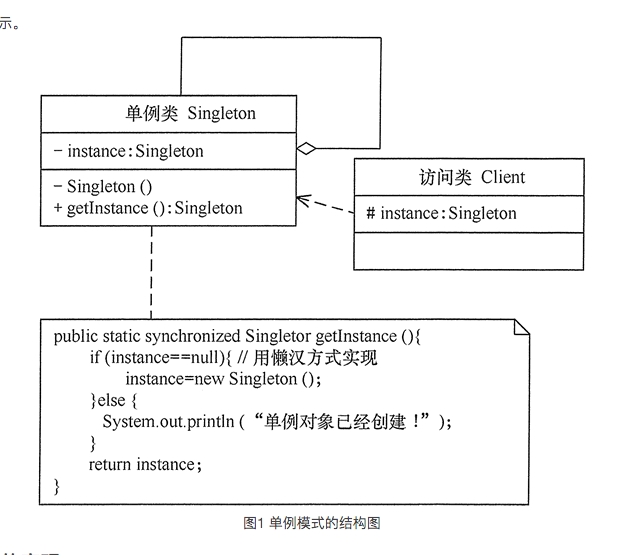 示。
单例类 Singleton
- instance:Singleton
- Singleton ()
+ getInstance ():Singleton
访问类 Client
# instance:Singleton
public static synchronized Singletor getInstance (){
if (instance==null){ // 用懒汉方式实现
instance=new Singleton ();
}else {
System.out.println (“单例对象已经创建！”);
}
return instance;
}
图1 单例模式的结构图